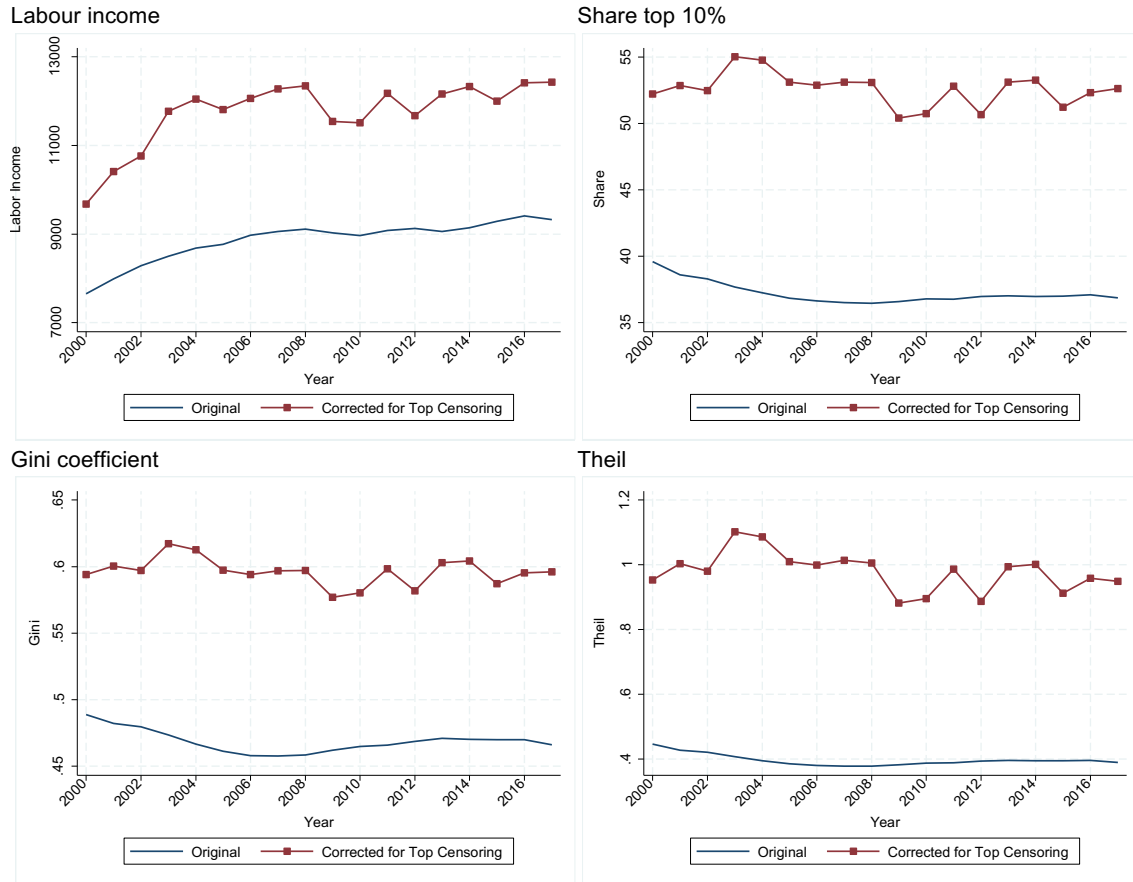 Labour income
13000
11000
9000
7000
Labor Income
2000 2002 2004 2006 2008 2010 2012 2014 2016
Year
Original Corrected for Top Censoring
Share top 10%
55
50
45
40
35
Share
2000 2002 2004 2006 2008 2010 2012 2014 2016
Year
Original Corrected for Top Censoring
Gini coefficient
.65
.6
.55
.5
.45
Gini
2000 2002 2004 2006 2008 2010 2012 2014 2016
Year
Original Corrected for Top Censoring
Theil
1.2
1
.8
.6
.4
Theil
2000 2002 2004 2006 2008 2010 2012 2014 2016
Year
Original Corrected for Top Censoring